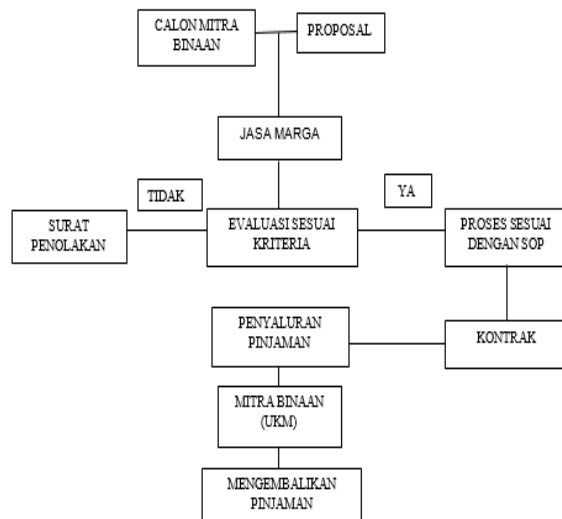 CALON MITRA
BINAAN
PROPOSAL
JASA MARGA
TIDAK
YA
SURAT
PENOLAKAN
EVALUASI SESUAI
KRITERIA
PROSES SESUAI
DENGAN SOP
PENYALURAN
PINJAMAN
KONTRAK
MITRA BINAAN
(UKM)
MENGEMBALIKAN
PINJAMAN